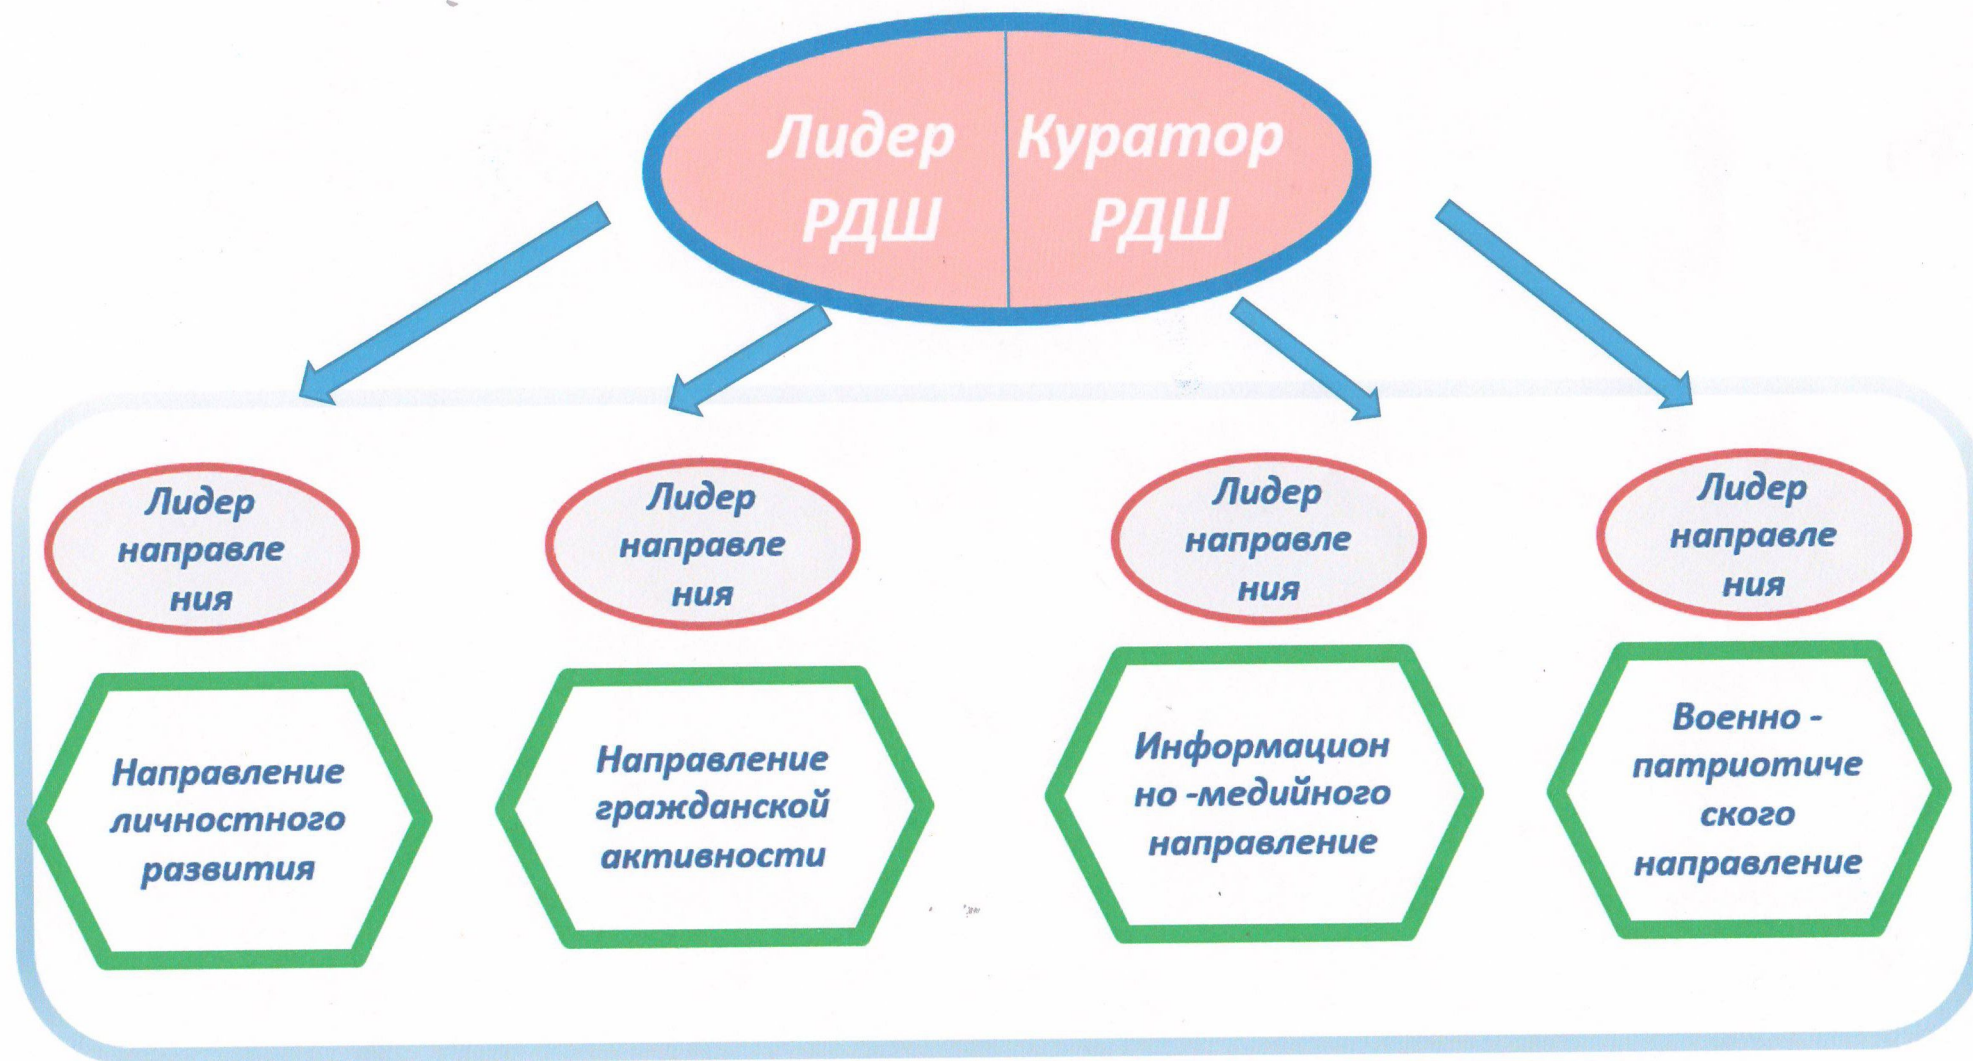 Лидер
РДШ
Куратор
РДШ
Лидер
направле
ния
Лидер
направле
ния
Лидер
направле
ния
Лидер
направле
ния
Направление
личностного
развития
Направление
гражданской
активности
Информацион
но -медийного
направление
Военно -
патриотиче
ского
направление